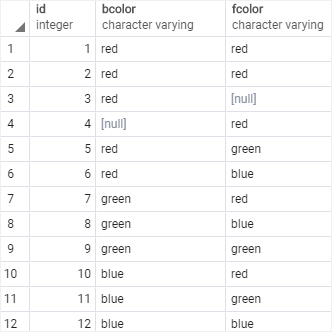 id bcolor fcolor
integer character varying character varying
1 1 red red
2 2 red red
3 3 red [null]
4 4 [null] red
5 5 red green
6 6 red blue
7 7 green red
8 8 green blue
9 9 green green
10 10 blue red
11 11 blue green
12 12 blue blue